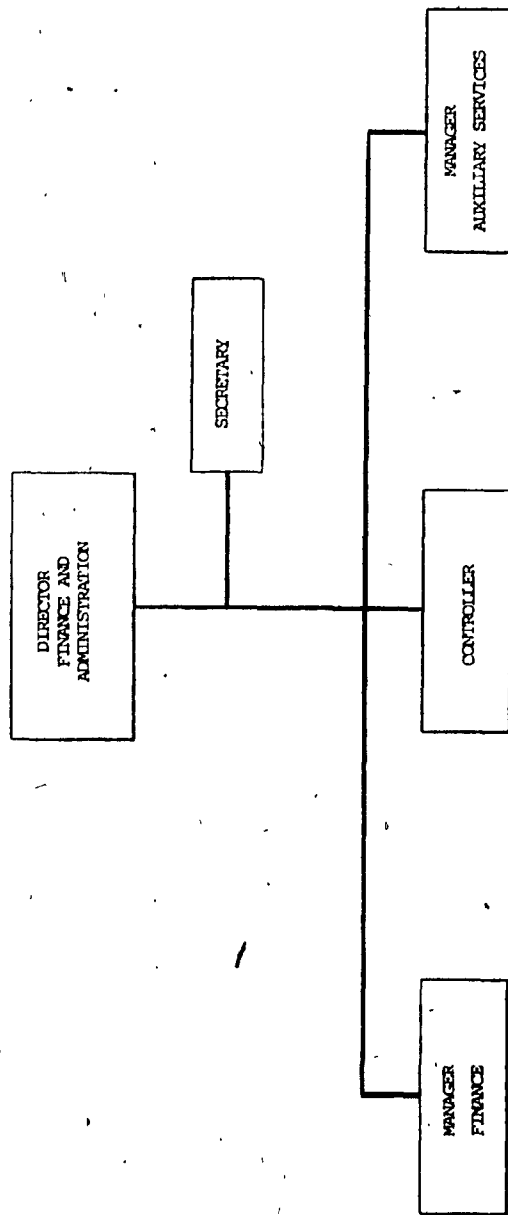 DIRECTOR
FINANCE AND
ADMINISTRATION
SECRETARY
MANAGER
FINANCE
CONTROLLER
MANAGER
AUXILIARY SERVICES